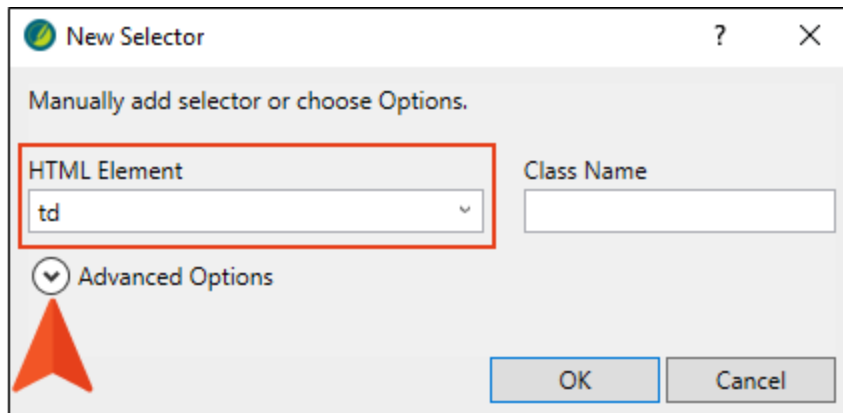 New Selector
Manually add selector or choose Options.
HTML Element
Class Name
td
Advanced Options
OK
Cancel